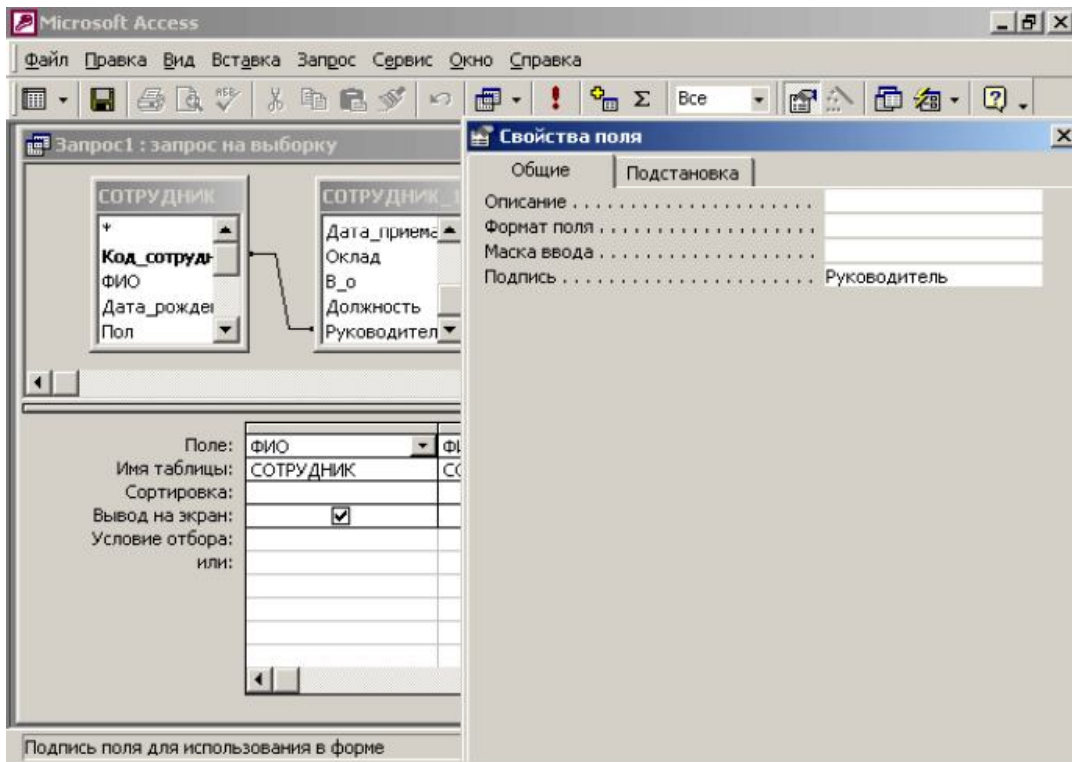 Microsoft Access
Файл Правка Вид Вставка Запрос Сервис Окно Справка
Все
Запрос1 : запрос на выборку
СОТРУДНИК
*
Код_сотрудн
ФИО
Дата_рожде
Пол
СОТРУДНИК_1
Дата_приема
Оклад
В_о
Должность
Руководител
Поле: ФИО
Имя таблицы: СОТРУДНИК
Сортировка:
Вывод на экран:
Условие отбора:
или:
Свойства поля
Общие Подстановка
Описание
Формат поля
Маска ввода
Подпись Руководитель
Подпись поля для использования в форме